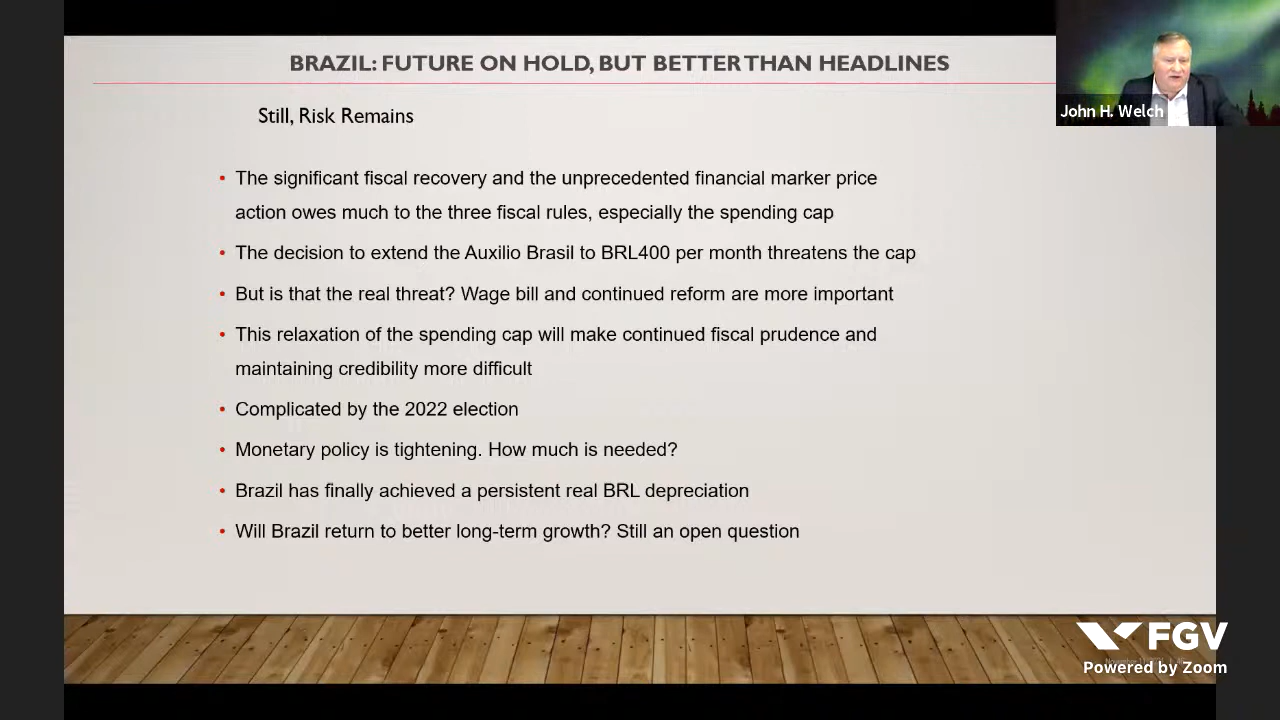 BRAZIL: FUTURE ON HOLD, BUT BETTER THAN HEADLINES
John H. Welch
Still, Risk Remains
• The significant fiscal recovery and the unprecedented financial marker price
action owes much to the three fiscal rules, especially the spending cap
• The decision to extend the Auxilio Brasil to BRL400 per month threatens the cap
• But is that the real threat? Wage bill and continued reform are more important
• This relaxation of the spending cap will make continued fiscal prudence and
maintaining credibility more difficult
• Complicated by the 2022 election
• Monetary policy is tightening. How much is needed?
• Brazil has finally achieved a persistent real BRL depreciation
• Will Brazil return to better long-term growth? Still an open question
FGV
Powered by Zoom